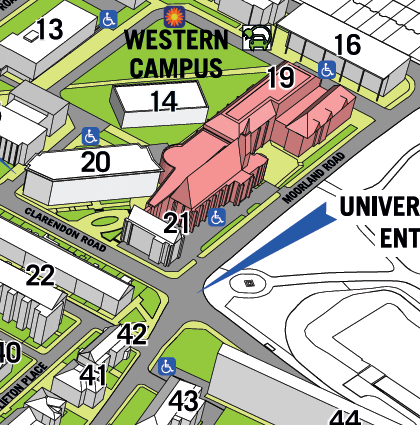 13
WESTERN
CAMPUS
16
19
14
20
MOORLAND ROAD
21
UNIVER
ENT
CLARENDON ROAD
22
42
40
41
43
44